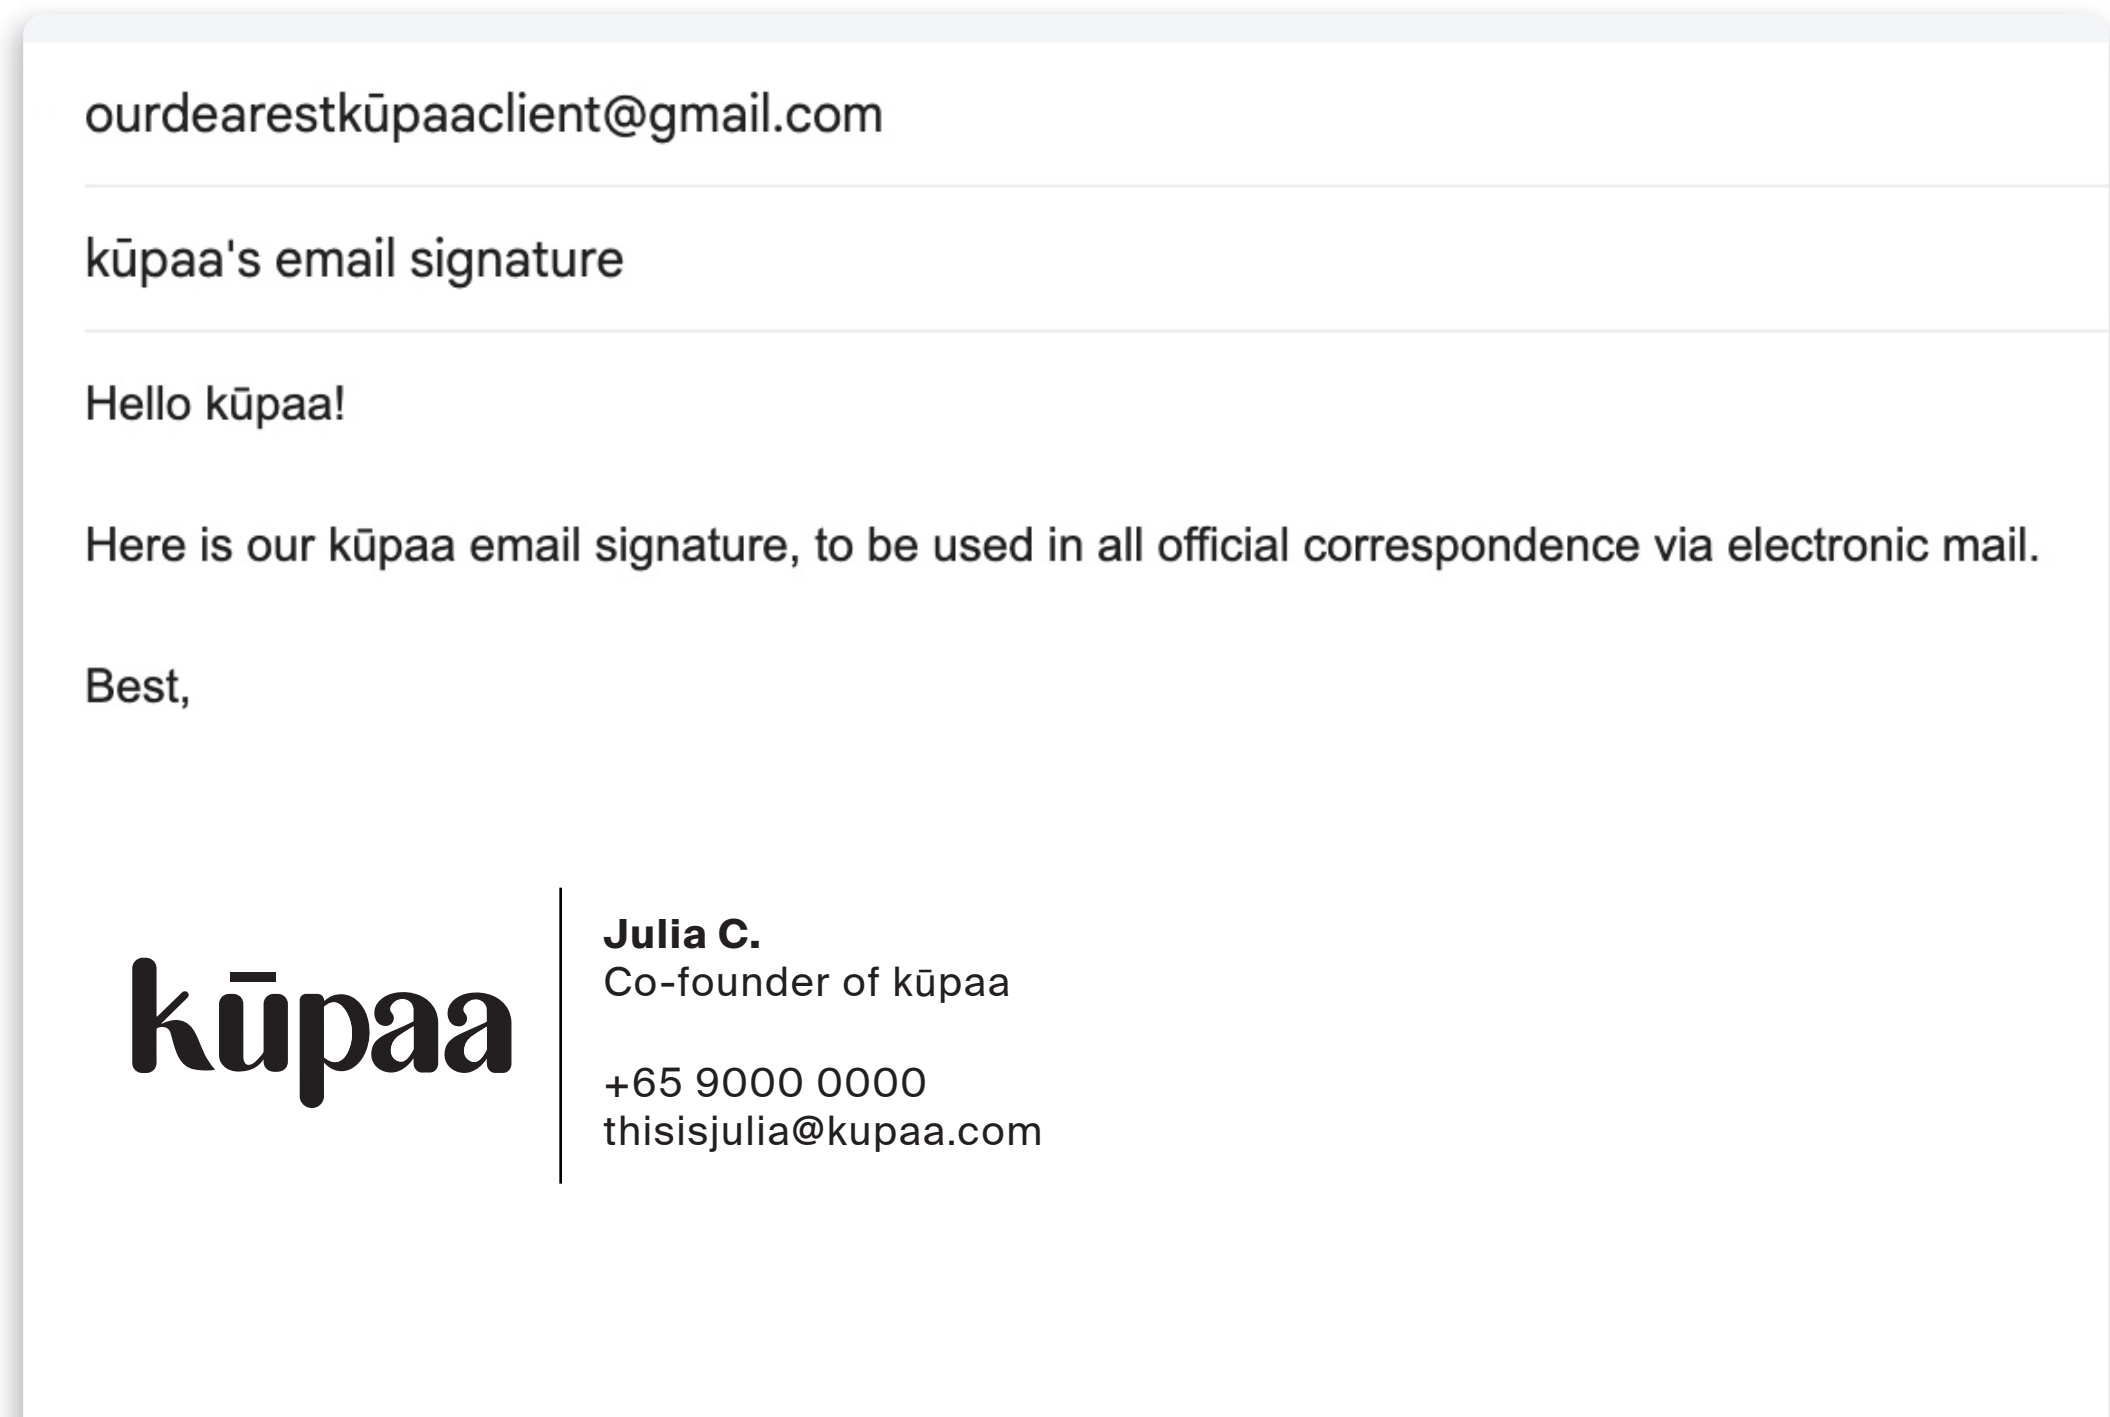 ourdearestkūpaaclient@gmail.com
kūpaa's email signature
Hello kūpaa!
Here is our kūpaa email signature, to be used in all official correspondence via electronic mail.
Best,
kūpaa
Julia C.
Co-founder of kūpaa
+65 9000 0000
thisisjulia@kupaa.com